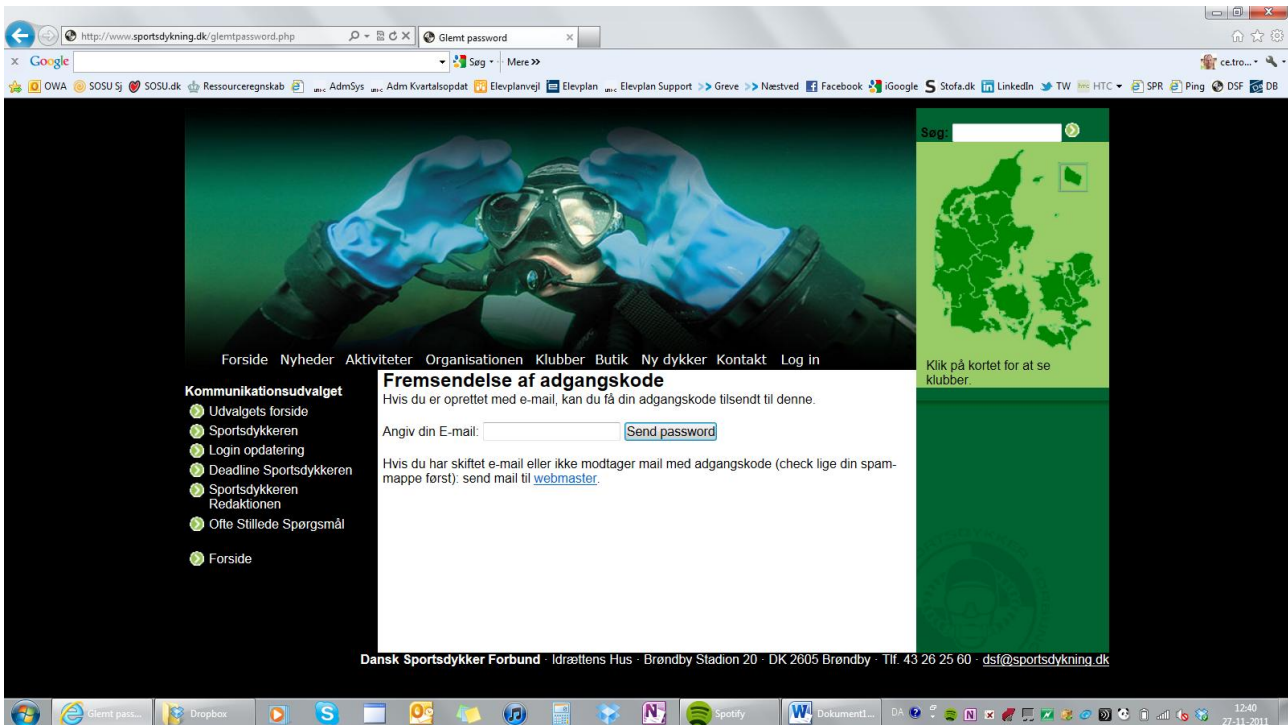 http://www.sportsdykning.dk/glemtpassword.php
Glemt password
x Google
Søg
Mere »
ce.tro...
OWA SOSU Sj SOSU.dk Ressourceregnskab AdmSys Adm Kvartalsopdat Elevplanvejl Elevplan Elevplan Support >> Greve >> Næstved Facebook iGoogle Stofa.dk LinkedIn TW HTC SPR Ping DSF DB
Søg:
Klik på kortet for at se
klubber.
Forside Nyheder Aktiviteter Organisationen Klubber Butik Ny dykker Kontakt Log in
Kommunikationsudvalget
Udvalgets forside
Sportsdykkeren
Login opdatering
Deadline Sportsdykkeren
Sportsdykkeren
Redaktionen
Ofte Stillede Spørgsmål
Forside
Fremsendelse af adgangskode
Hvis du er oprettet med e-mail, kan du få din adgangskode tilsendt til denne.
Angiv din E-mail: Send password
Hvis du har skiftet e-mail eller ikke modtager mail med adgangskode (check lige din spam-
mappe først): send mail til webmaster.
Dansk Sportsdykker Forbund · Idrættens Hus · Brøndby Stadion 20 · DK 2605 Brøndby · Tlf. 43 26 25 60 · dsf@sportsdykning.dk
Glemt pass... Dropbox Spotify Dokument1... DA
12:40
27-11-2011